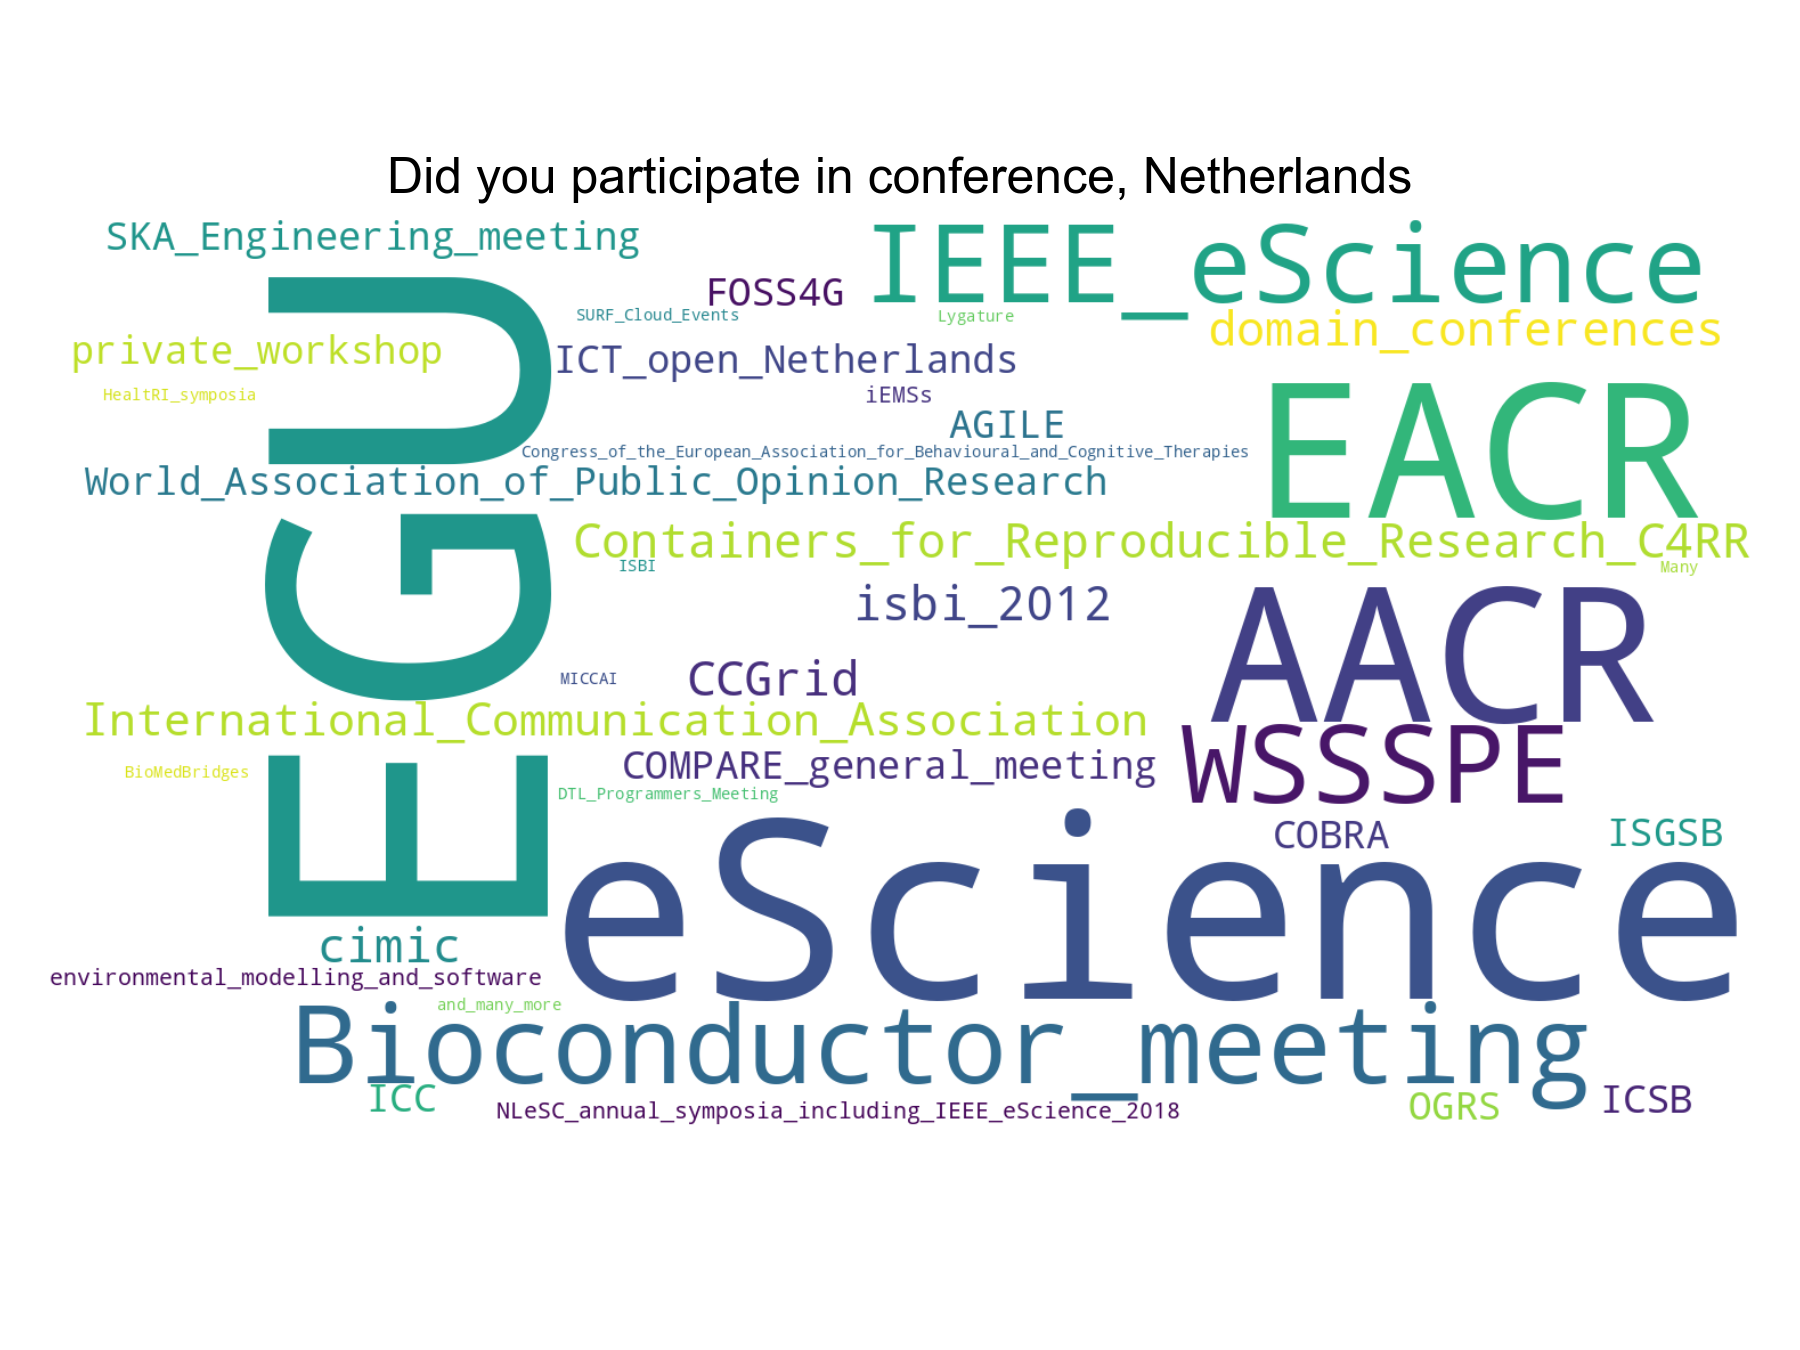 Did you participate in conference, Netherlands
SKA_Engineering_meeting
IEEE_eScience
FOSS4G
SURF_Cloud_Events
Lygature
domain_conferences
private_workshop
ICT_open_Netherlands
HealtRI_symposia
iEMSs
EACR
AGILE
Congress_of_the_European_Association_for_Behavioural_and_Cognitive_Therapies
World_Association_of_Public_Opinion_Research
EGU
Containers_for_Reproducible_Research_C4RR
ISBI
Many
isbi_2012
AACR
MICCAI
CCGrid
International_Communication_Association
WSSSPE
BioMedBridges
COMPARE_general_meeting
DTL_Programmers_Meeting
COBRA
ISGSB
eScience
cimic
environmental_modelling_and_software
and_many_more
Bioconductor_meeting
ICC
NLeSC_annual_symposia_including_IEEE_eScience_2018
OGRS
ICSB